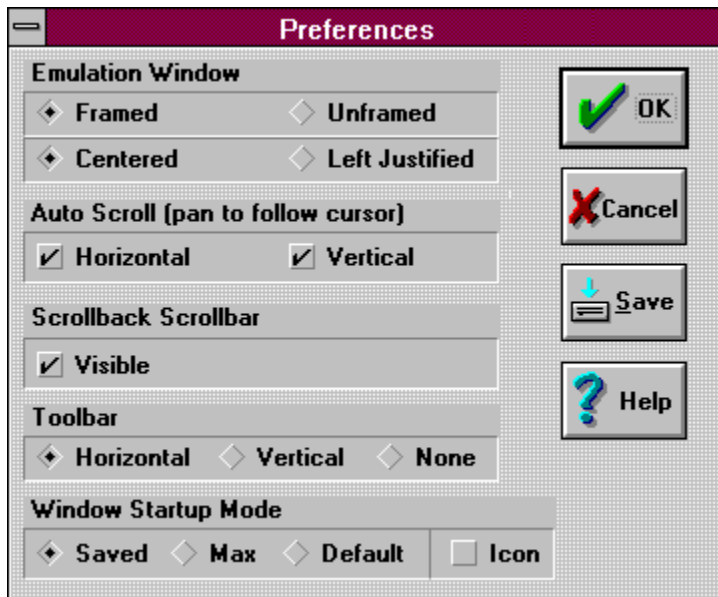 Preferences
Emulation Window
Framed Unframed
Centered Left Justified
Auto Scroll (pan to follow cursor)
Horizontal Vertical
Scrollback Scrollbar
Visible
Toolbar
Horizontal Vertical None
Window Startup Mode
Saved Max Default Icon
OK
Cancel
Save
Help